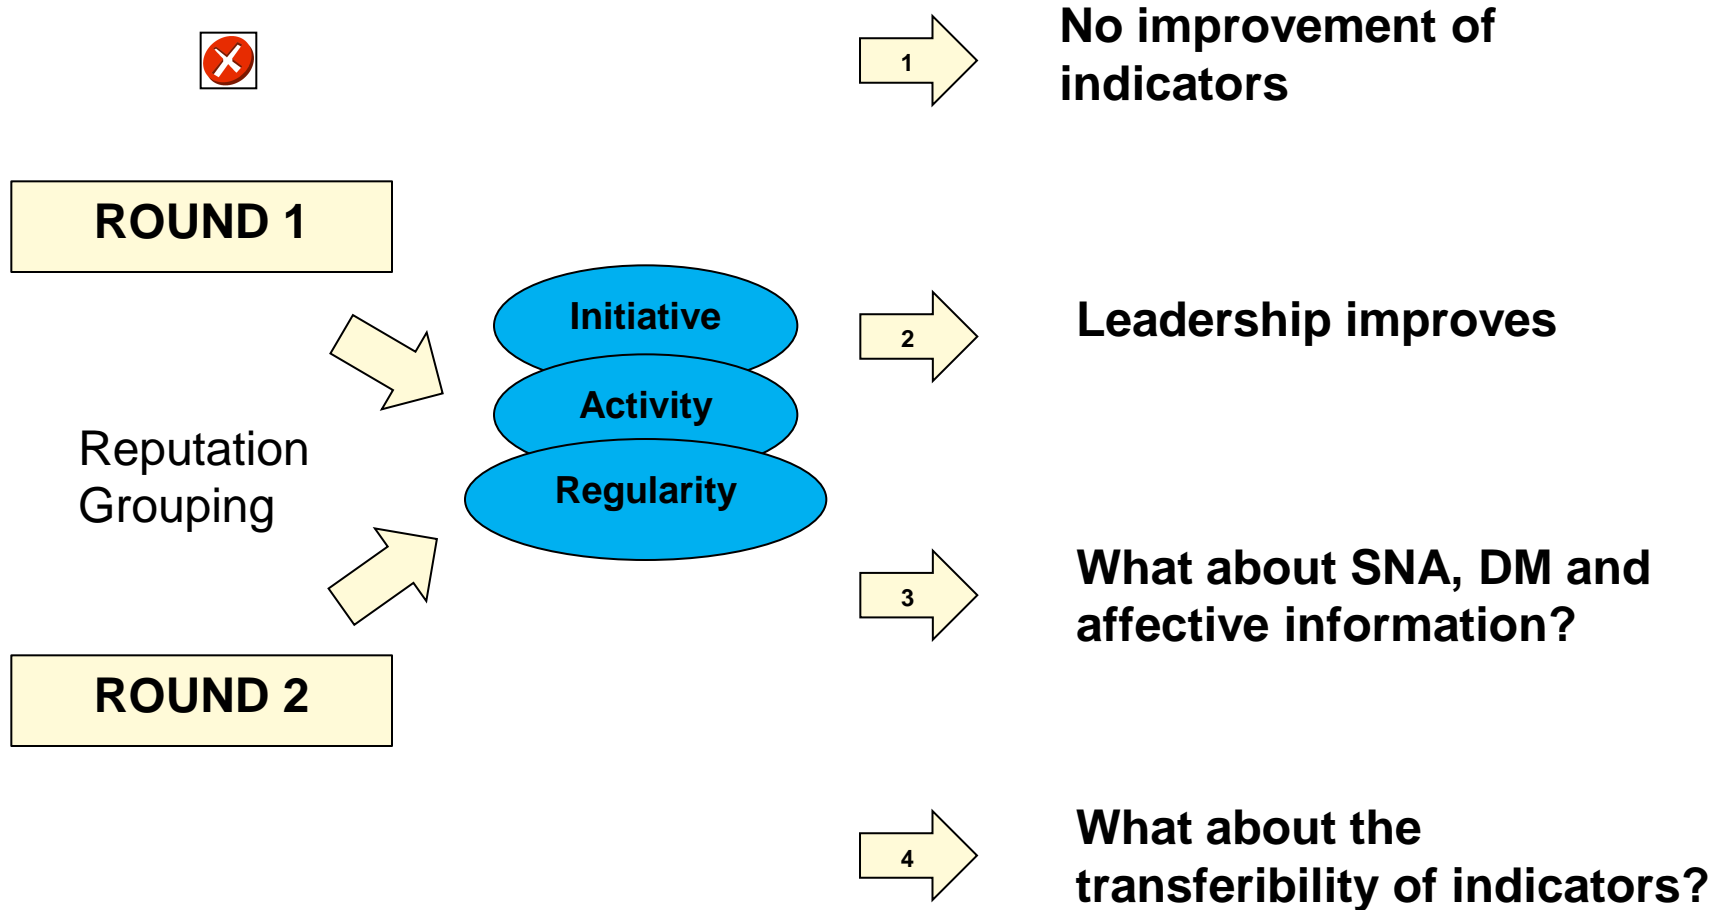 1
No improvement of
indicators
ROUND 1
Initiative
Activity
Regularity
2
Leadership improves
Reputation
Grouping
3
What about SNA, DM and
affective information?
ROUND 2
4
What about the
transferibility of indicators?